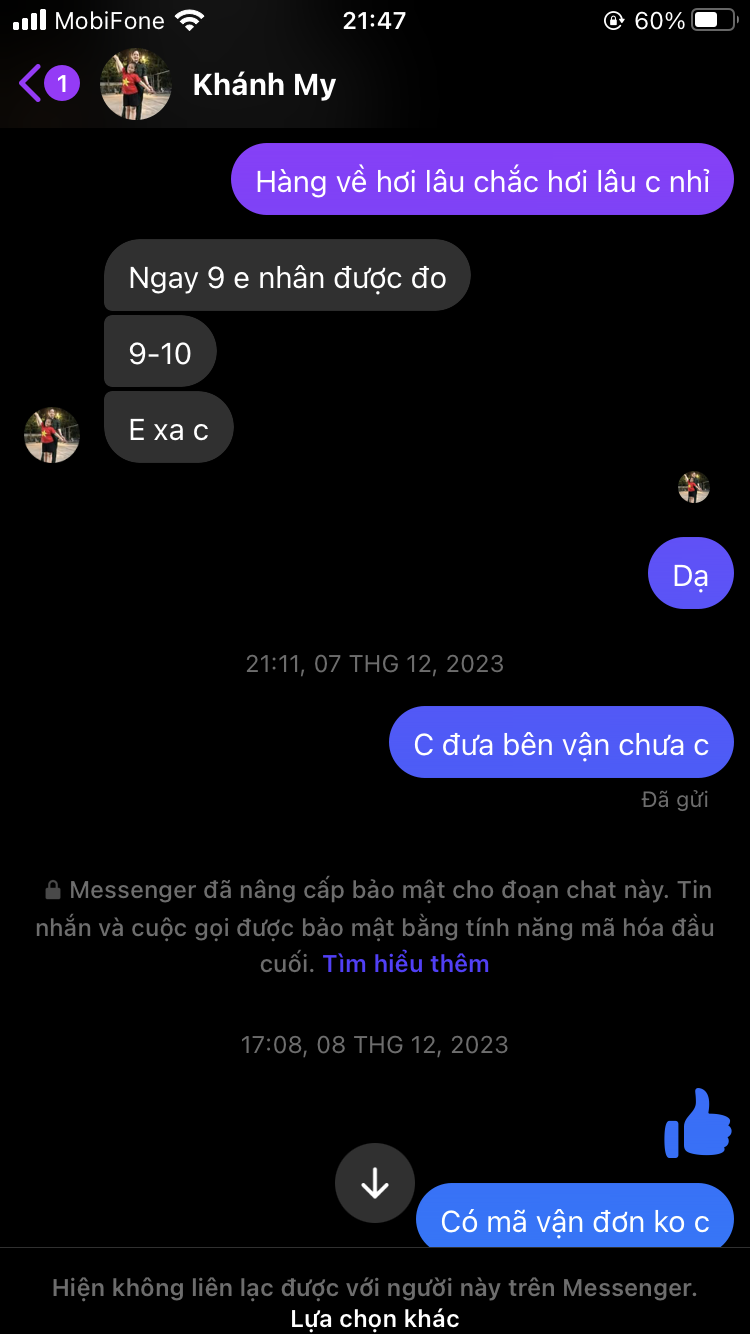 MobiFone 21:47 60%
1 Khánh My
Hàng về hơi lâu chắc hơi lâu c nhỉ
Ngay 9 e nhân được đo
9-10
E xa c
Dạ
21:11, 07 THG 12, 2023
C đưa bên vận chưa c
Đã gửi
Messenger đã nâng cấp bảo mật cho đoạn chat này. Tin
nhắn và cuộc gọi được bảo mật bằng tính năng mã hóa đầu
cuối. Tìm hiểu thêm
17:08, 08 THG 12, 2023
Có mã vận đơn ko c
Hiện không liên lạc được với người này trên Messenger.
Lựa chọn khác